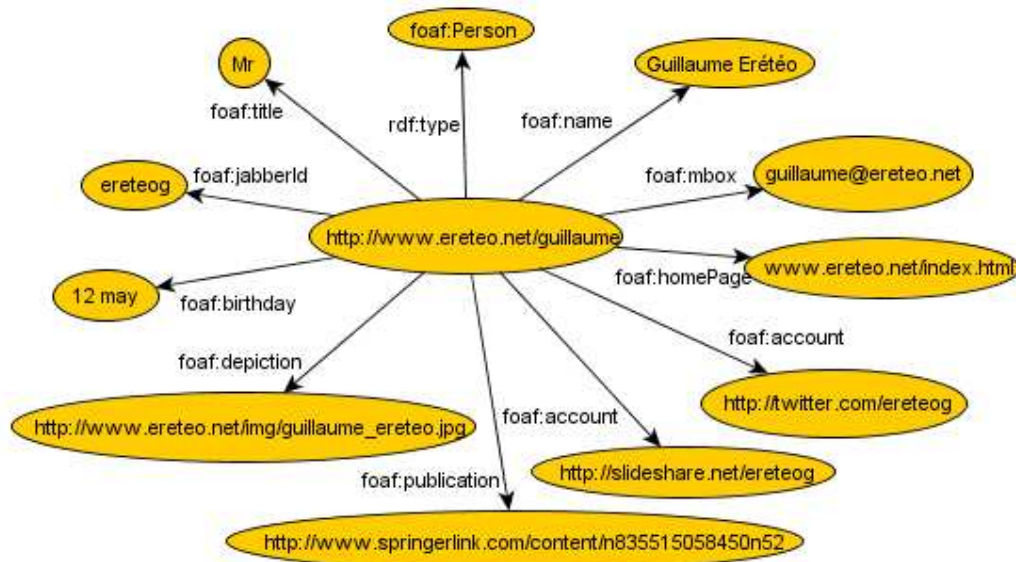 foaf:Person
Mr
Guillaume Erétéo
foaf:title
rdf:type
foaf:name
ereteog
foaf:jabberId
foaf:mbox
guillaume@ereteo.net
http://www.ereteo.net/guillaume
foaf:homePage
www.ereteo.net/index.html
12 may
foaf:birthday
foaf:account
foaf:depiction
http://twitter.com/ereteog
http://www.ereteo.net/img/guillaume_ereteo.jpg
foaf:account
http://slideshare.net/ereteog
foaf:publication
http://www.springerlink.com/content/n835515058450n52